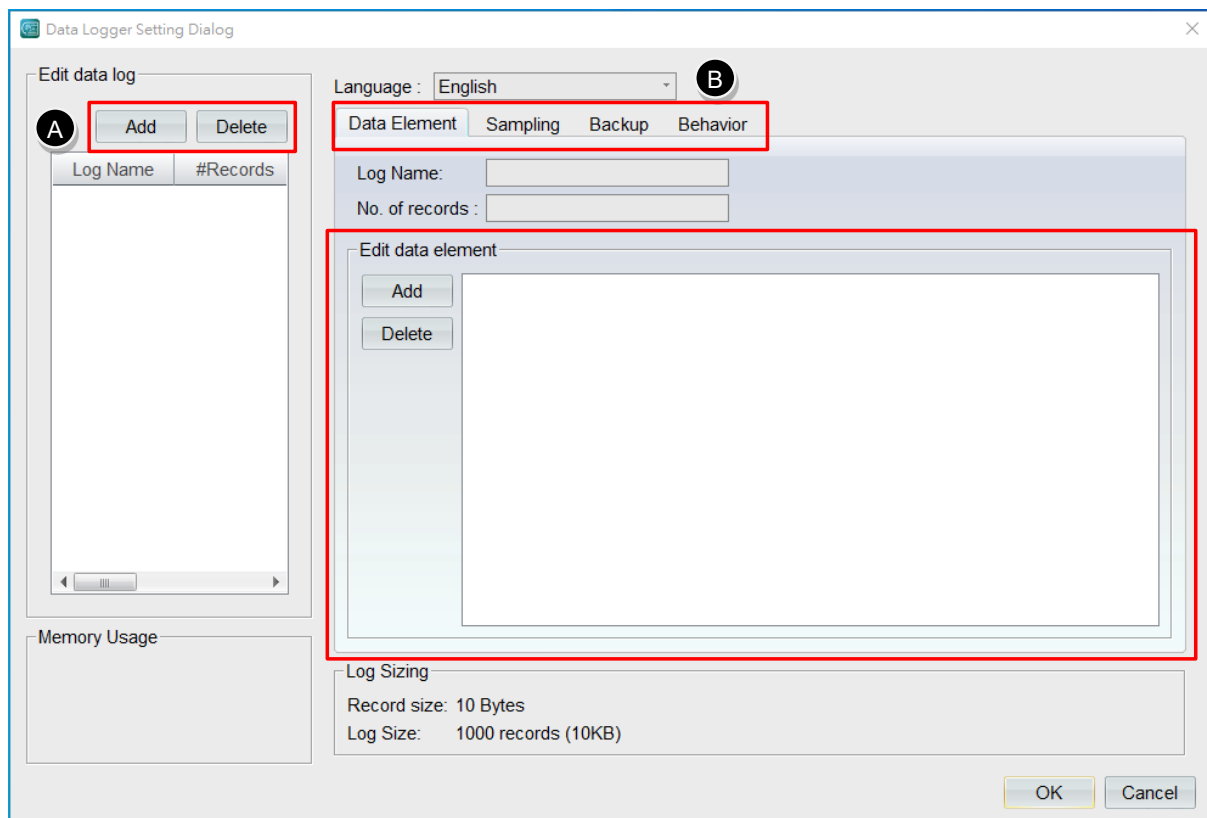 Data Logger Setting Dialog
Edit data log
A
Add Delete
Log Name #Records
Memory Usage
Language : English
B
Data Element Sampling Backup Behavior
Log Name:
No. of records :
Edit data element
Add
Delete
Log Sizing
Record size: 10 Bytes
Log Size: 1000 records (10KB)
OK Cancel